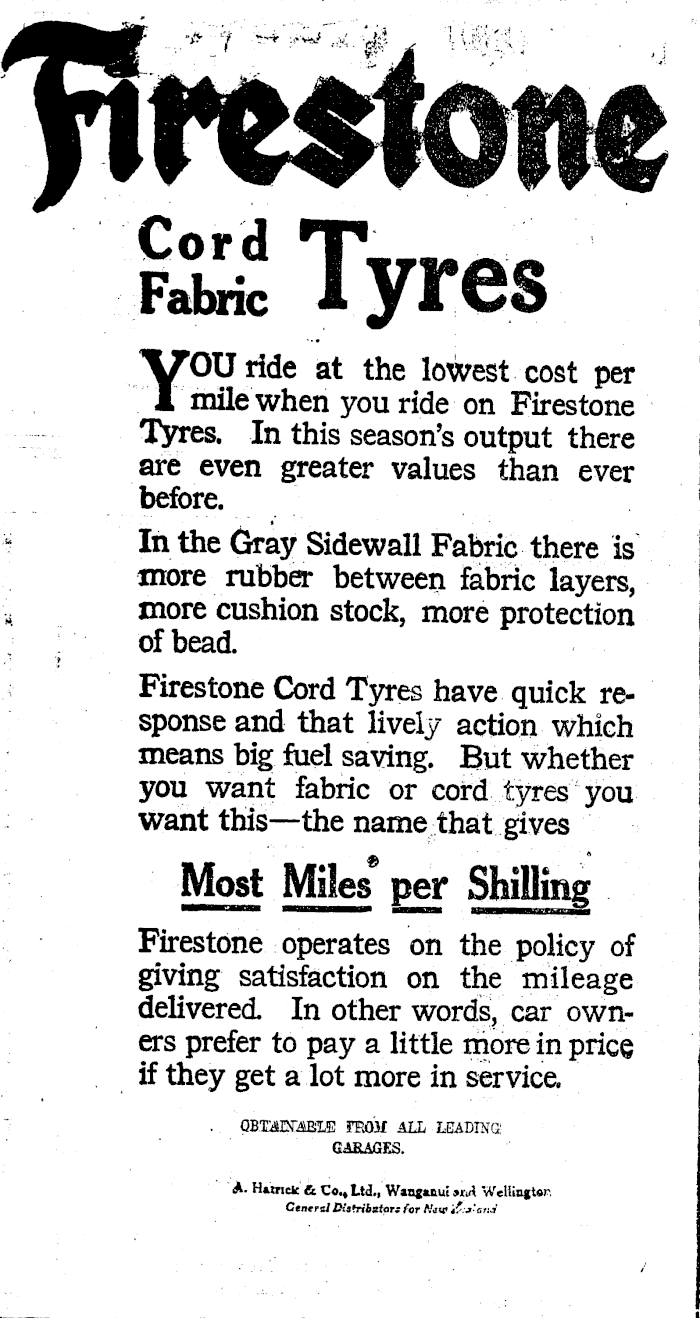 Firestone
Cord
Fabric
Tyres
YOU ride at the lowest cost per
mile when you ride on Firestone
Tyres. In this season's output there
are even greater values than ever
before.
In the Gray Sidewall Fabric there is
more rubber between fabric layers,
more cushion stock, more protection
of bead.
Firestone Cord Tyres have quick re-
sponse and that lively action which
means big fuel saving. But whether
you want fabric or cord tyres you
want this—the name that gives
Most Miles per Shilling
Firestone operates on the policy of
giving satisfaction on the mileage
delivered. In other words, car own-
ers prefer to pay a little more in price
if they get a lot more in service.
OBTAINABLE FROM ALL LEADING
GARAGES.
A. Hatrick & Co., Ltd., Wanganui and Wellington
General Distributors for New Zealand